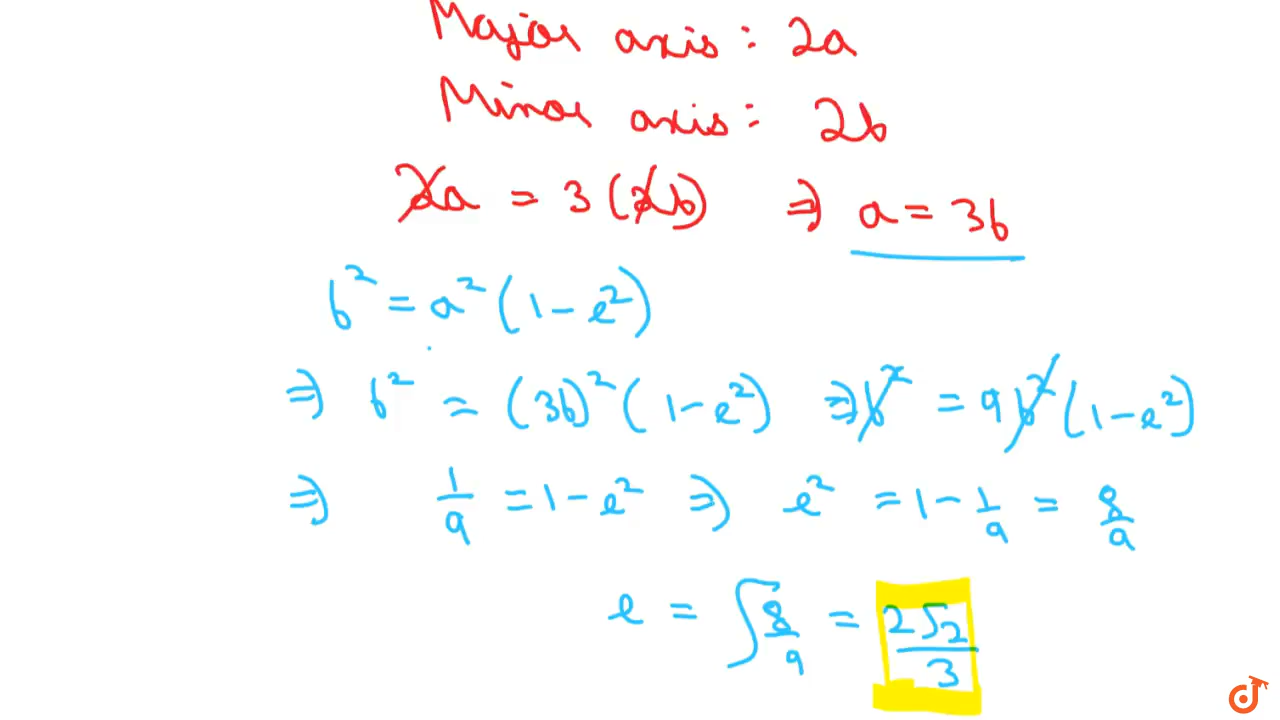 Major axis : 2a
Minor axis : 2b
2a = 3 (2b) ⇒ a = 3b
b² = a² (1 - e²)
⇒ b² = (3b)² (1 - e²) ⇒ b² = 9b² (1 - e²)
⇒ 1/9 = 1 - e² ⇒ e² = 1 - 1/9 = 8/9
e = √8/9 = 2√2/3